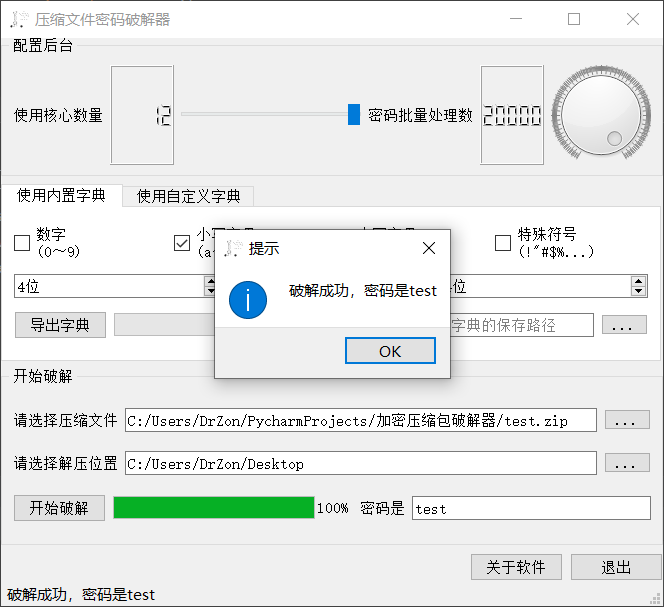 压缩文件密码破解器
配置后台
使用核心数量
12
密码批量处理数
20000
使用内置字典
使用自定义字典
数字
(0~9)
特殊符号
(!"#$%...)
提示
破解成功，密码是test
OK
4位
导出字典
字典的保存路径
...
开始破解
请选择压缩文件
C:/Users/DrZon/PycharmProjects/加密压缩包破解器/test.zip
...
请选择解压位置
C:/Users/DrZon/Desktop
...
开始破解
100%
密码是
test
关于软件
退出
破解成功，密码是test